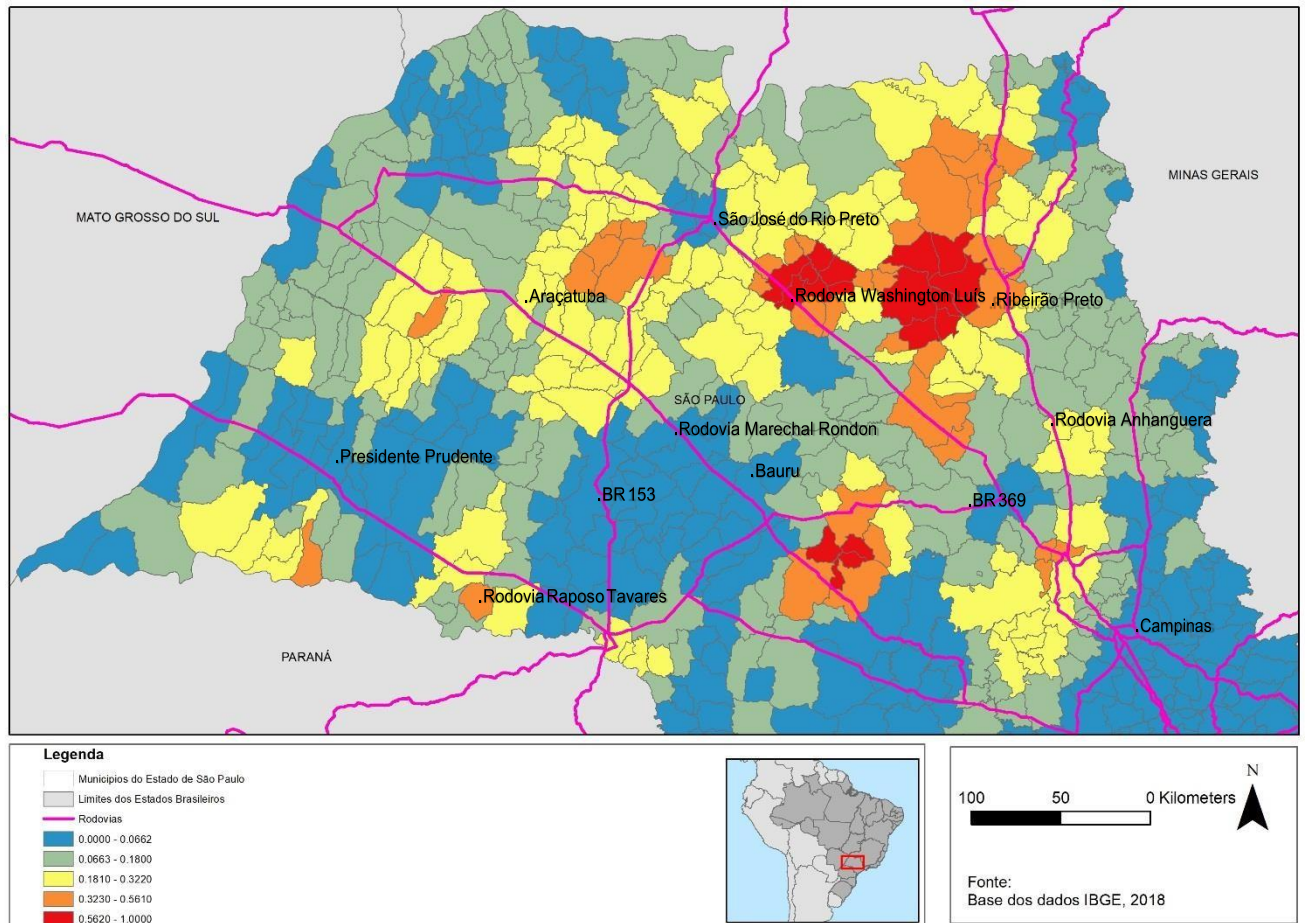 MINAS GERAIS
MATO GROSSO DO SUL
.São José do Rio Preto
.Araçatuba
.Rodovia Washington Luís
.Ribeirão Preto
SÃO PAULO
.Rodovia Marechal Rondon
.Rodovia Anhanguera
.Presidente Prudente
.Bauru
.BR 153
.BR 369
.Rodovia Raposo Tavares
.Campinas
PARANÁ
Legenda
Municipios do Estado de São Paulo
Limites dos Estados Brasileiros
Rodovias
0.0000 - 0.0662
0.0663 - 0.1800
0.1810 - 0.3220
0.3230 - 0.5610
0.5620 - 1.0000
N
100 50 0 Kilometers
Fonte:
Base dos dados IBGE, 2018